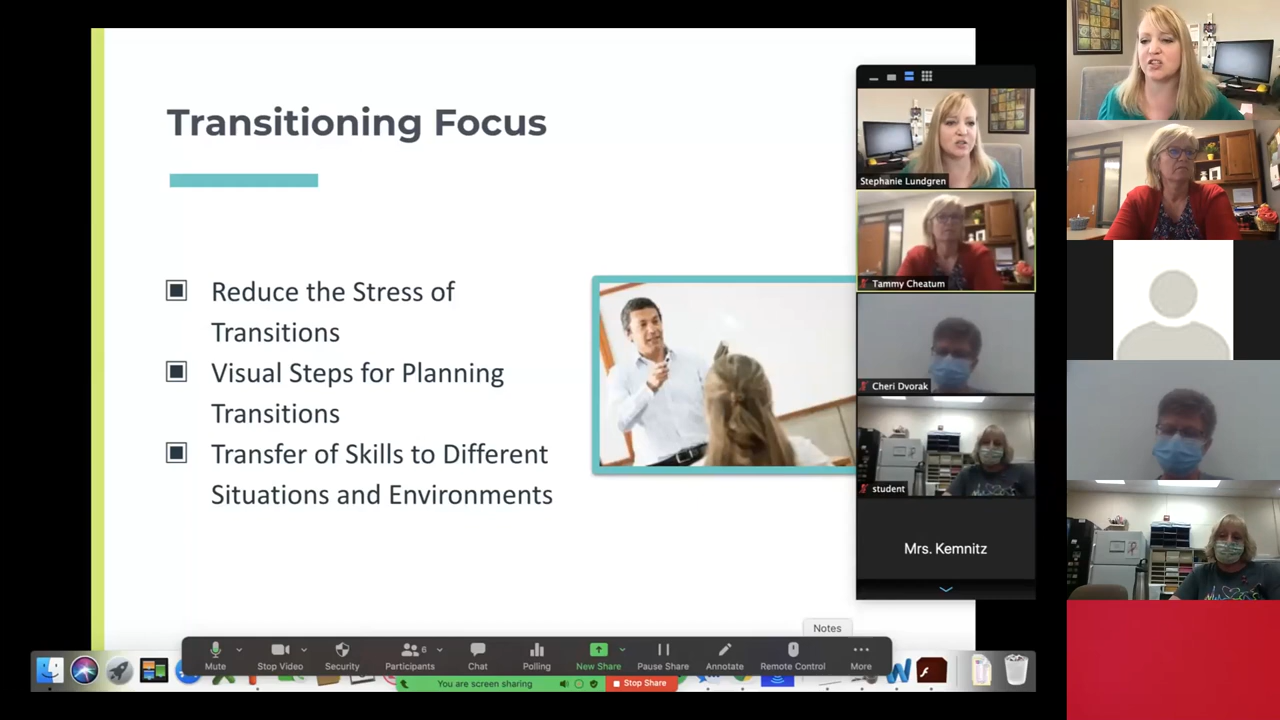 Transitioning Focus
Reduce the Stress of
Transitions
Visual Steps for Planning
Transitions
Transfer of Skills to Different
Situations and Environments
Stephanie Lundgren
Tammy Cheatum
Cheri Dvorak
student
Mrs. Kemnitz
Notes
Mute
Stop Video
Security
6
Participants
Chat
Polling
New Share
Pause Share
Annotate
Remote Control
More
You are screen sharing
Stop Share